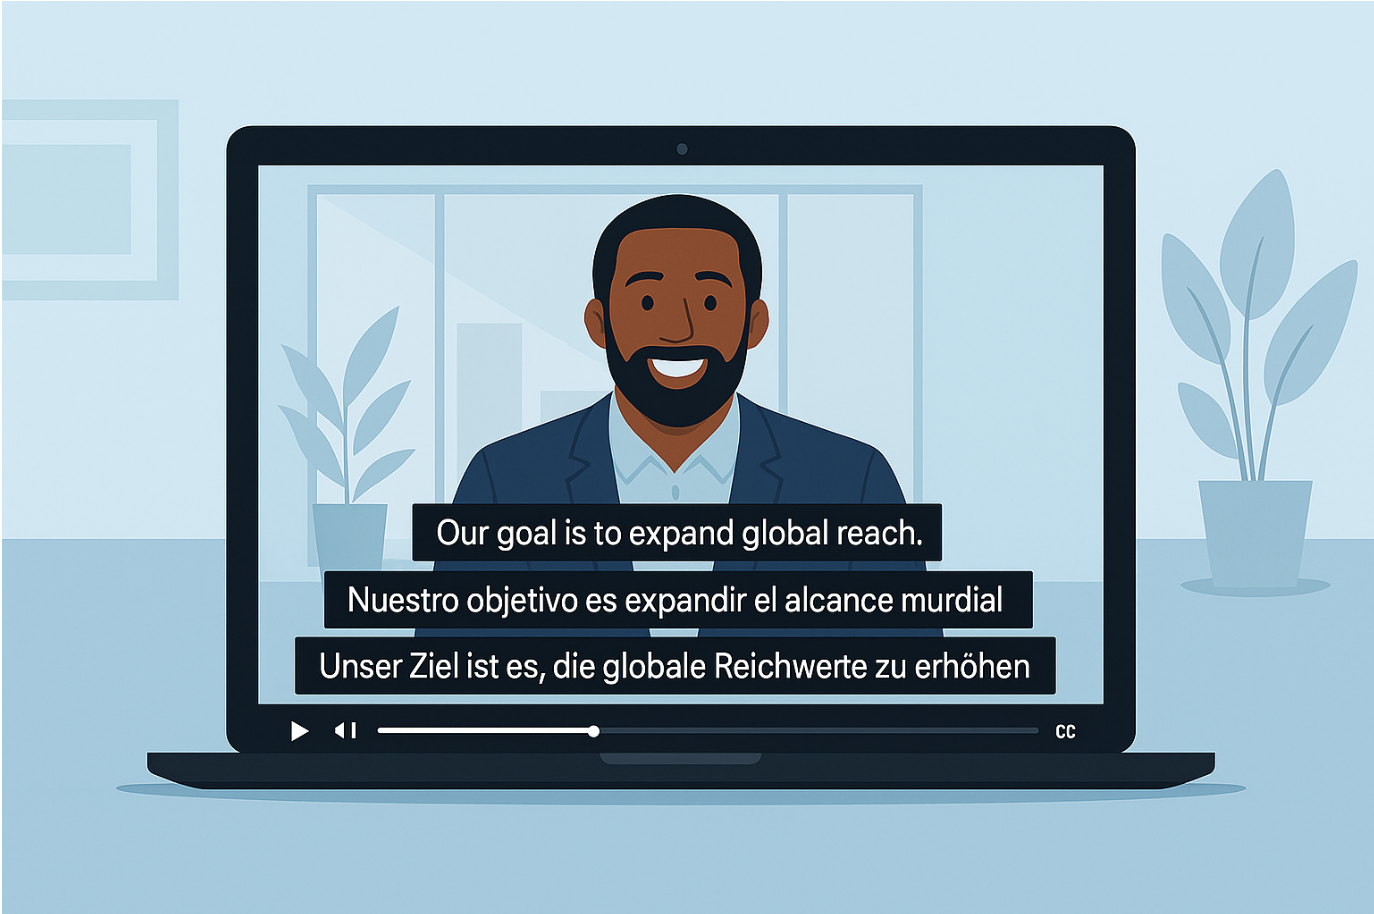 Our goal is to expand global reach.
Nuestro objetivo es expandir el alcance murdial
Unser Ziel ist es, die globale Reichwerte zu erhöhen
CC